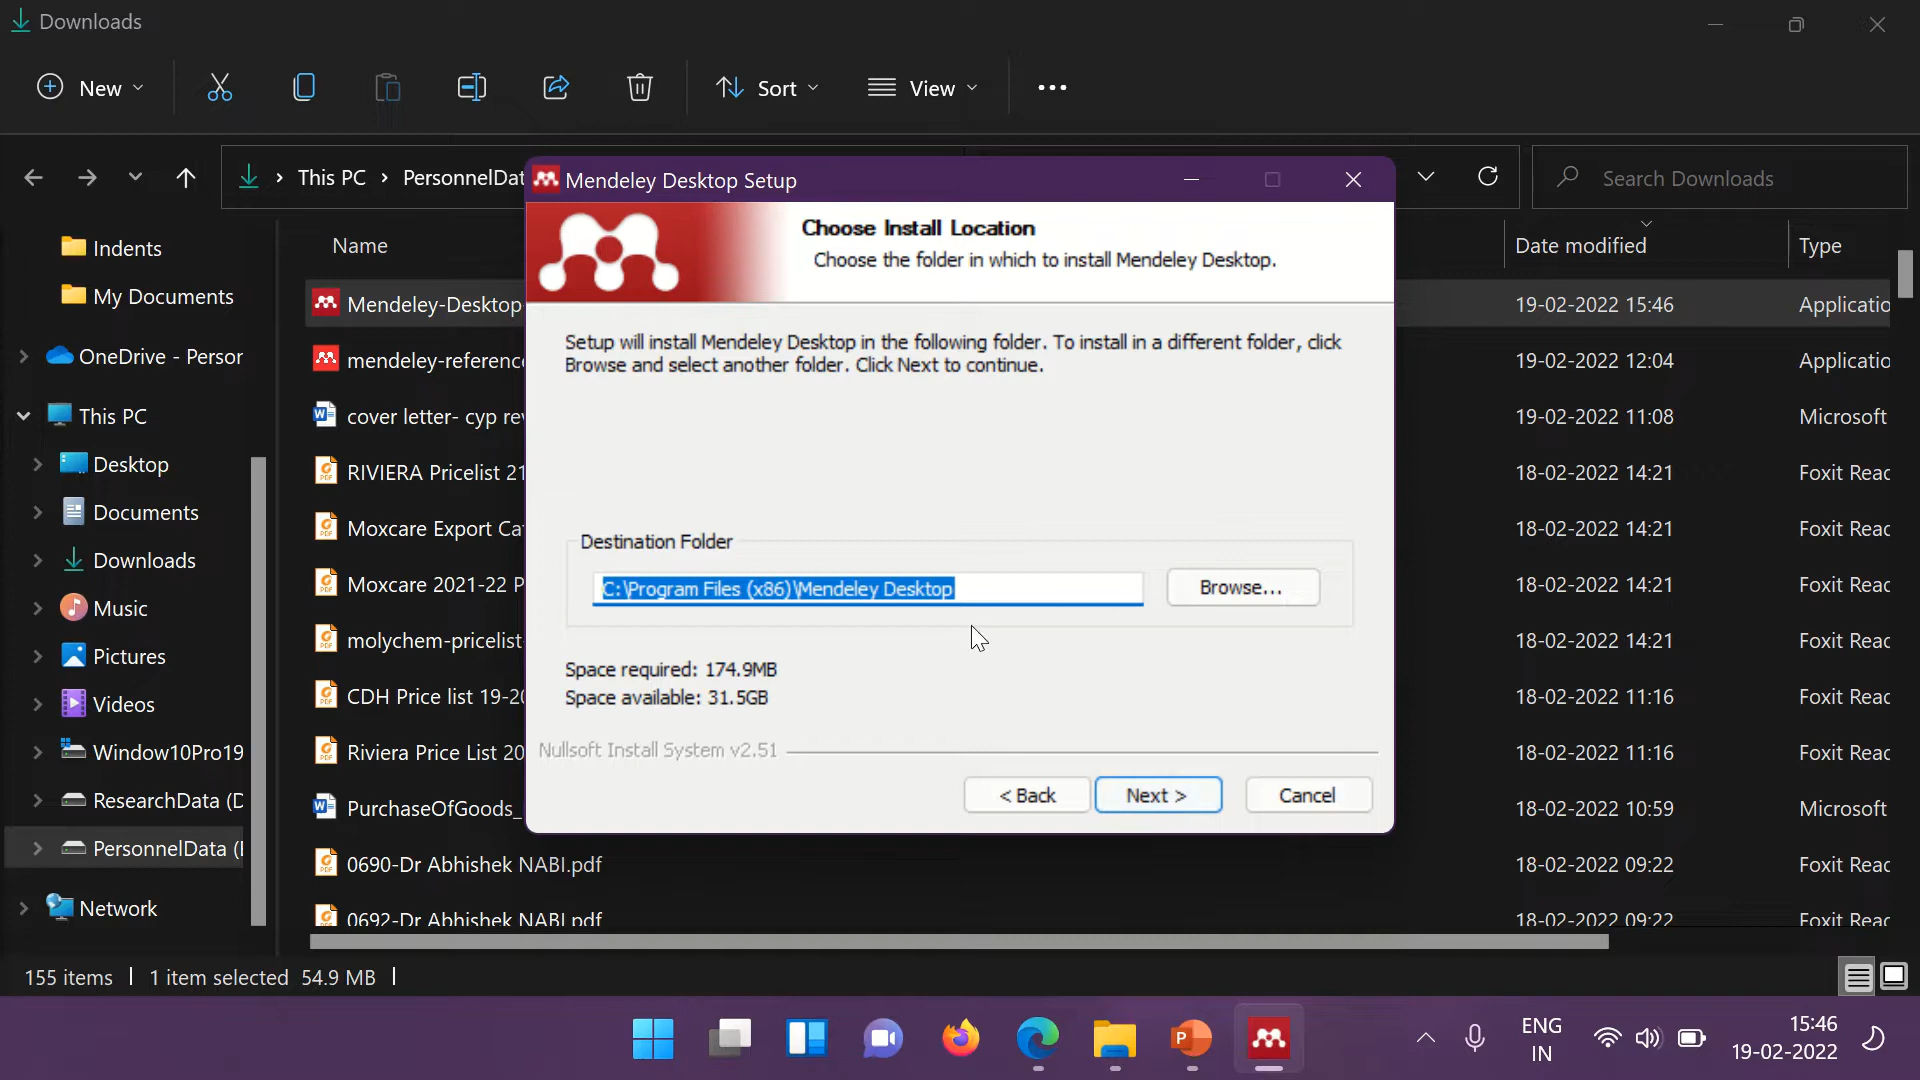 Downloads
New
Sort
View
This PC
Search Downloads
Indents
My Documents
OneDrive - Person
This PC
Desktop
Documents
Downloads
Music
Pictures
Videos
Window10Pro19
ResearchData (D
PersonnelData (
Network
Name
Date modified
Type
Mendeley-Desktop- 19-02-2022 15:46 Applicatio
mendeley-referenc 19-02-2022 12:04 Applicatio
cover letter- cyp rev 19-02-2022 11:08 Microsoft
RIVIERA Pricelist 21 18-02-2022 14:21 Foxit Reac
Moxcare Export Ca 18-02-2022 14:21 Foxit Reac
Moxcare 2021-22 P 18-02-2022 14:21 Foxit Reac
molychem-pricelist- 18-02-2022 14:21 Foxit Reac
CDH Price list 19-20 18-02-2022 11:16 Foxit Reac
Riviera Price List 20 18-02-2022 11:16 Foxit Reac
PurchaseOfGoods_ 18-02-2022 10:59 Microsoft
0690-Dr Abhishek NABI.pdf 18-02-2022 09:22 Foxit Reac
0692-Dr Abhishek NABI.pdf 18-02-2022 09:22 Foxit Reac
Mendeley Desktop Setup
Choose Install Location
Choose the folder in which to install Mendeley Desktop.
Setup will install Mendeley Desktop in the following folder. To install in a different folder, click
Browse and select another folder. Click Next to continue.
Destination Folder
C:\Program Files (x86)\Mendeley Desktop
Browse...
Space required: 174.9MB
Space available: 31.5GB
Nullsoft Install System v2.51
< Back
Next >
Cancel
155 items
1 item selected 54.9 MB
ENG
IN
15:46
19-02-2022